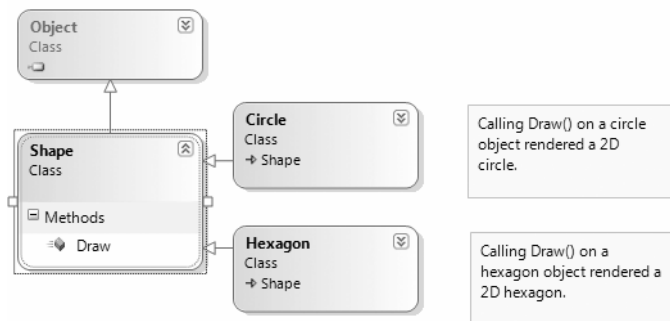 Object
Class
Shape
Class
Methods
Draw
Circle
Class
Shape
Hexagon
Class
Shape
Calling Draw() on a circle
object rendered a 2D
circle.
Calling Draw() on a
hexagon object rendered a
2D hexagon.